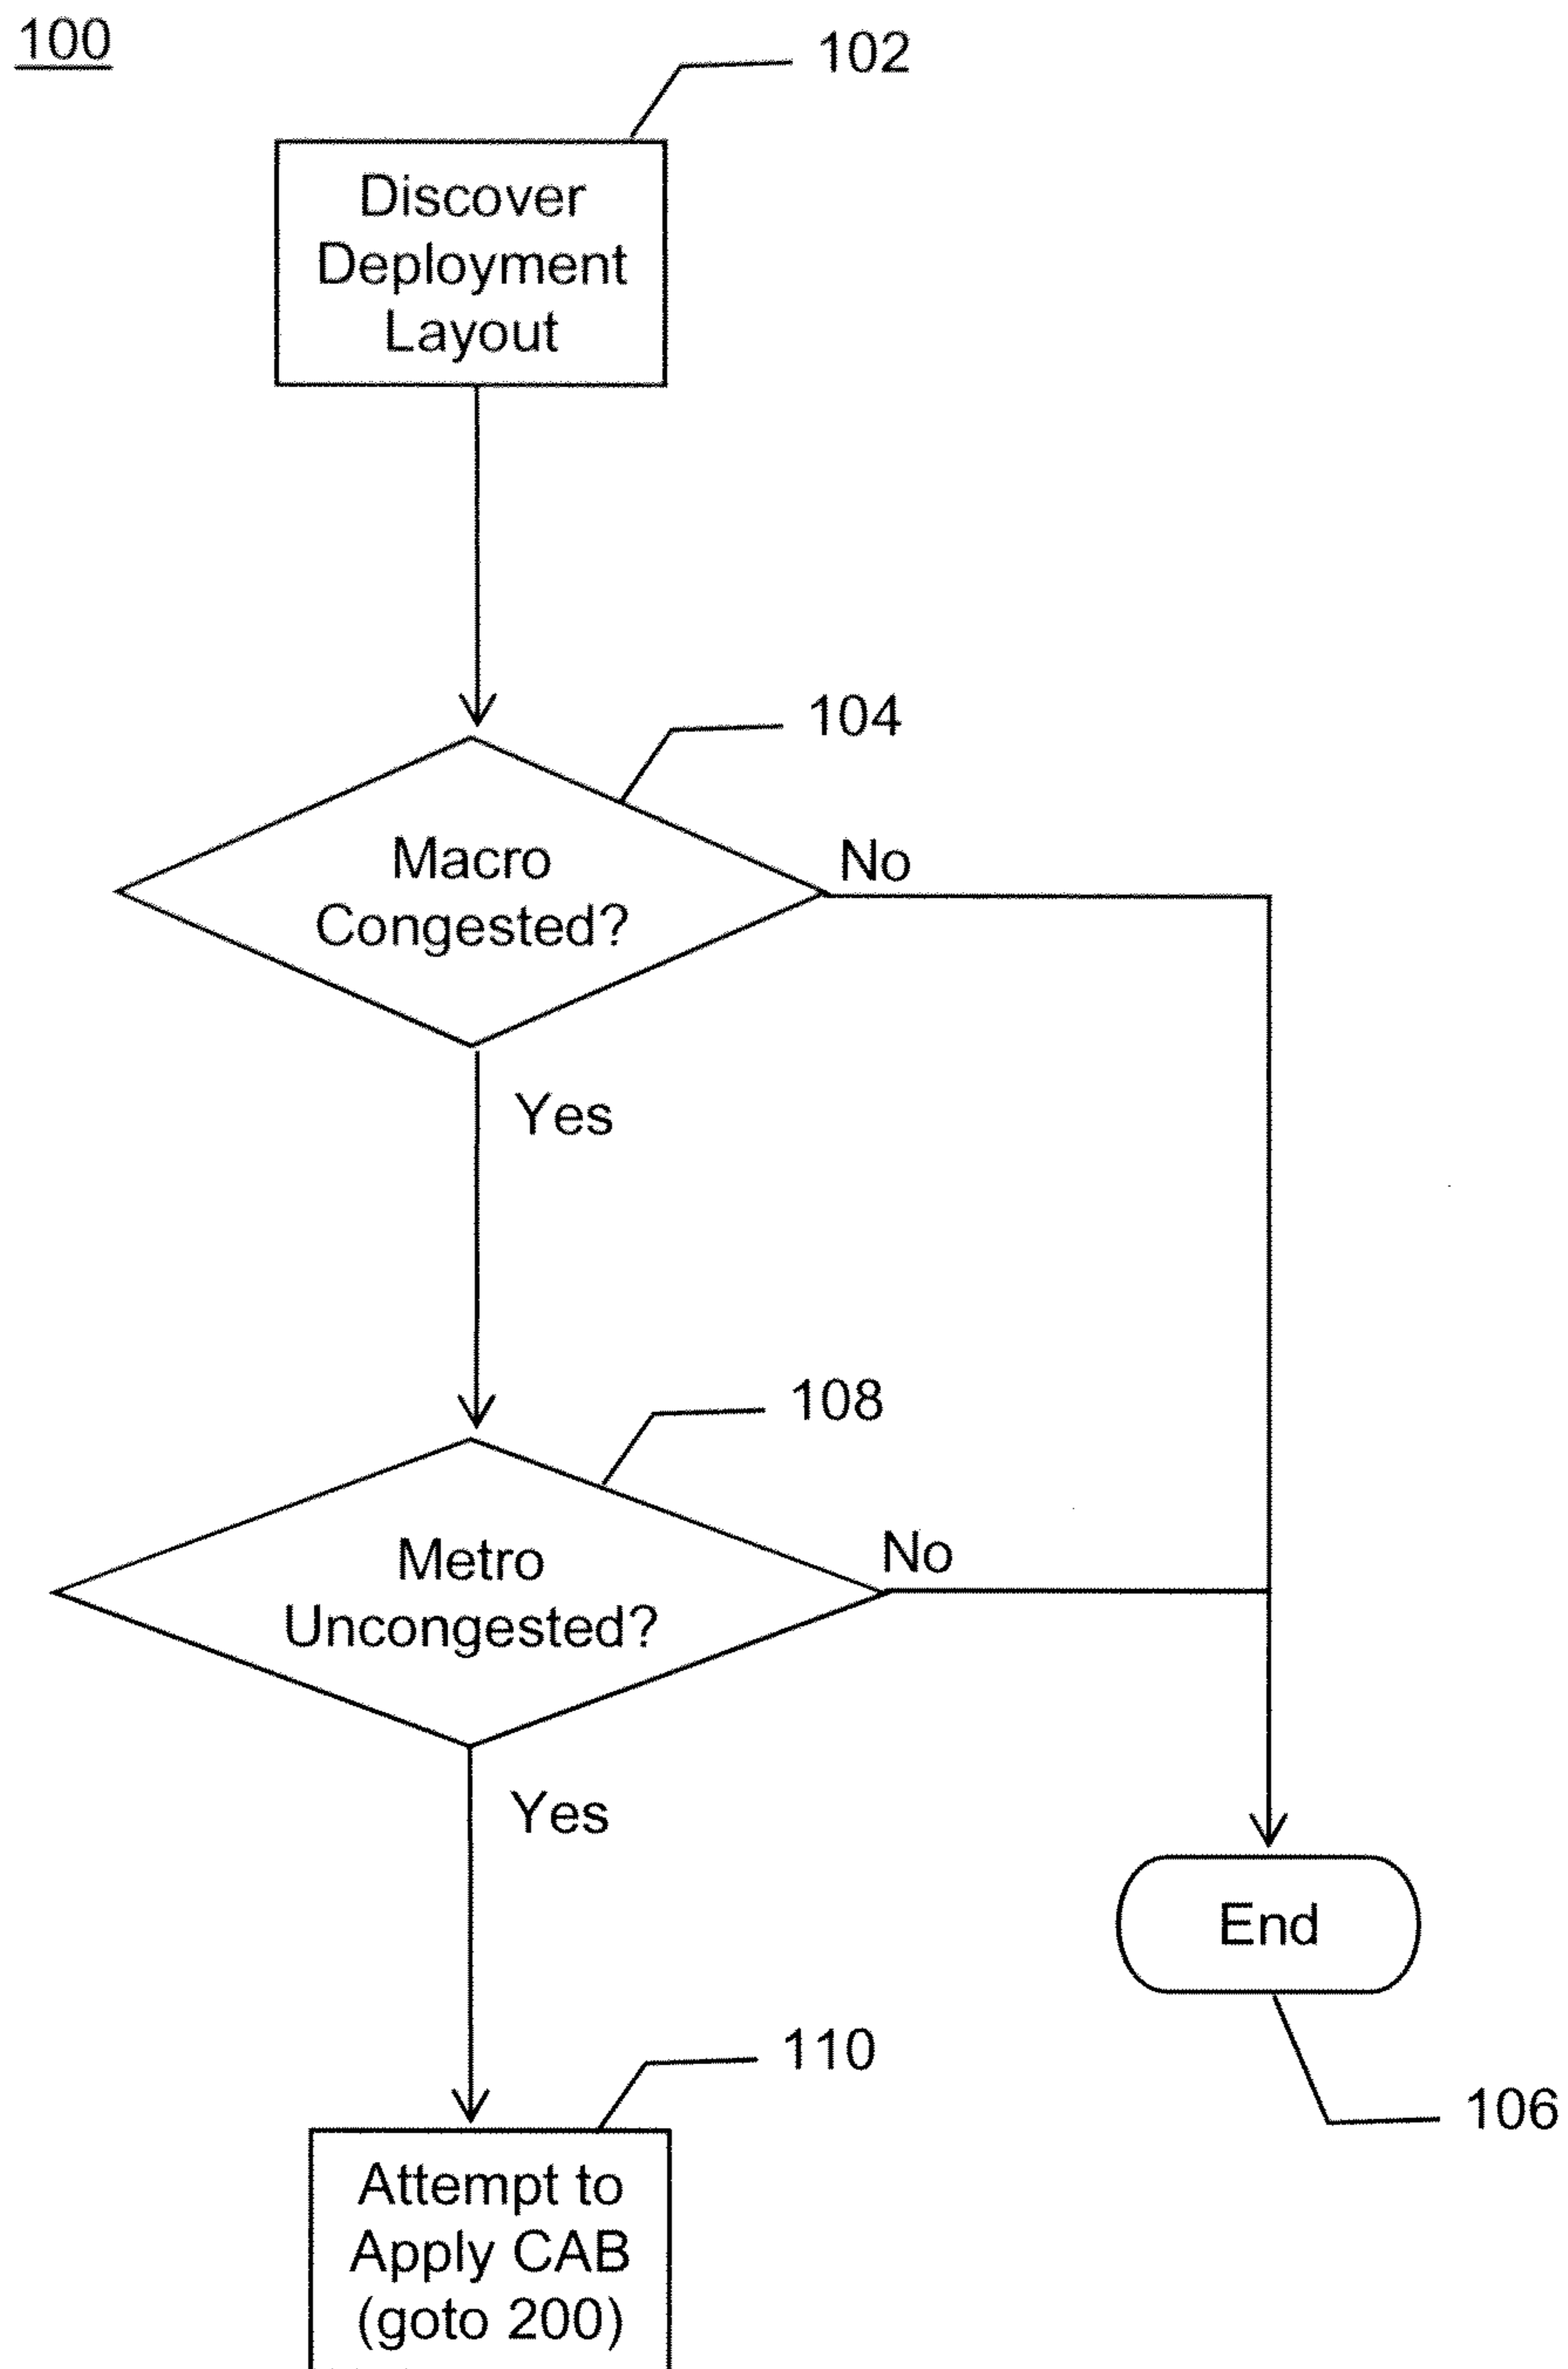 100
102
Discover
Deployment
Layout
104
Macro
Congested?
No
Yes
108
Metro
Uncongested?
No
Yes
End
106
110
Attempt to
Apply CAB
(goto 200)